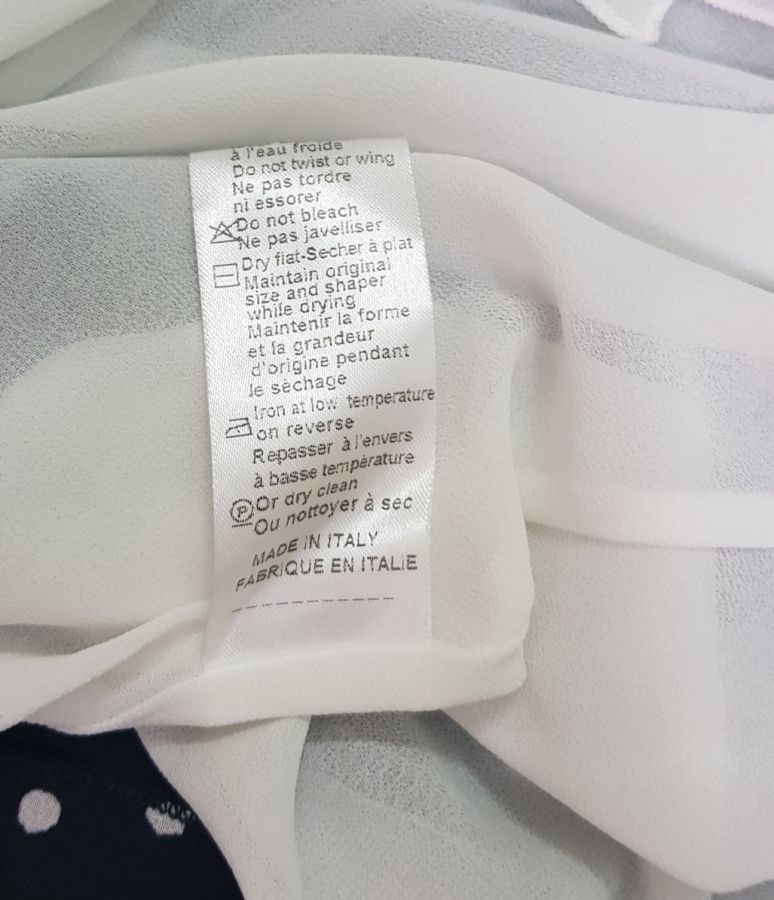 à l'eau froide
Do not twist or wing
Ne pas tordre
ni essorer
Do not bleach
Ne pas javelliser
Dry flat-Secher à plat
Maintain original
size and shaper
while drying
Maintenir la forme
et la grandeur
d'origine pendant
le séchage
Iron at low temperature
on reverse
Repasser à l'envers
à basse température
P Or dry clean
Ou nottoyer à sec
MADE IN ITALY
FABRIQUE EN ITALIE